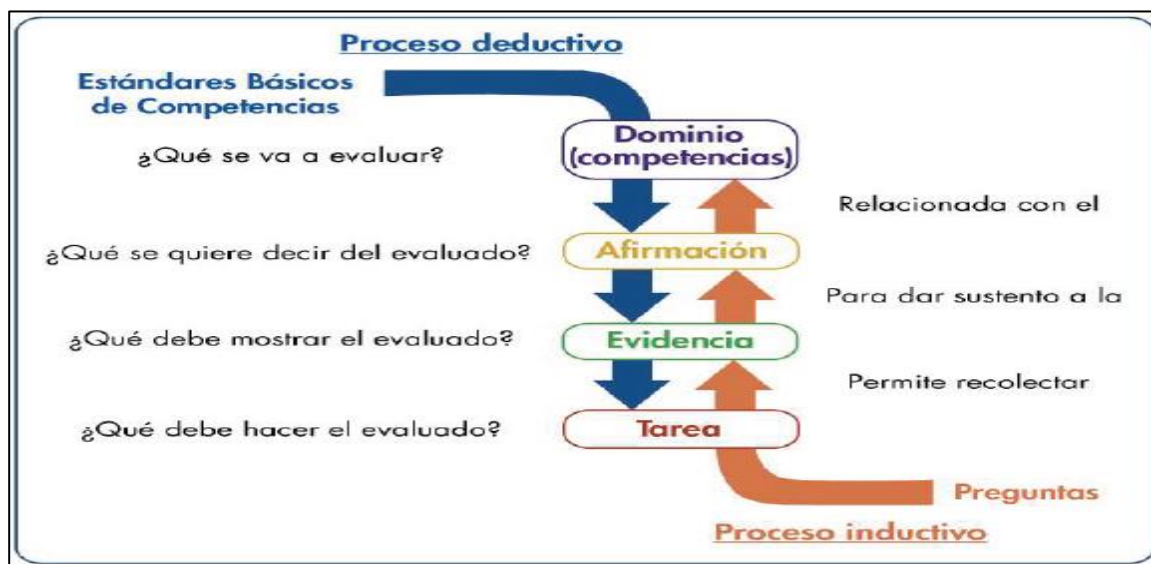 Proceso deductivo
Estándares Básicos
de Competencias
Dominio
(competencias)
¿Qué se va a evaluar?
Relacionada con el
¿Qué se quiere decir del evaluado?
Afirmación
Para dar sustento a la
¿Qué debe mostrar el evaluado?
Evidencia
Permite recolectar
¿Qué debe hacer el evaluado?
Tarea
Preguntas
Proceso inductivo